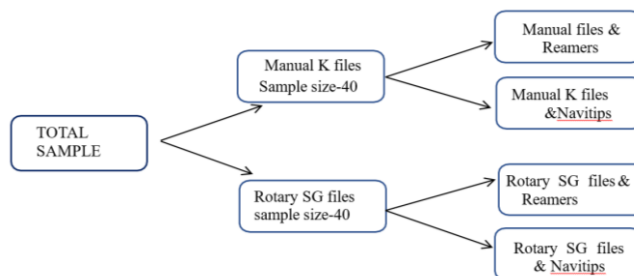 TOTAL
SAMPLE
Manual K files
Sample size-40
Rotary SG files
sample size-40
Manual files &
Reamers
Manual K files
&Navitips
Rotary SG files &
Reamers
Rotary SG files
& Navitips